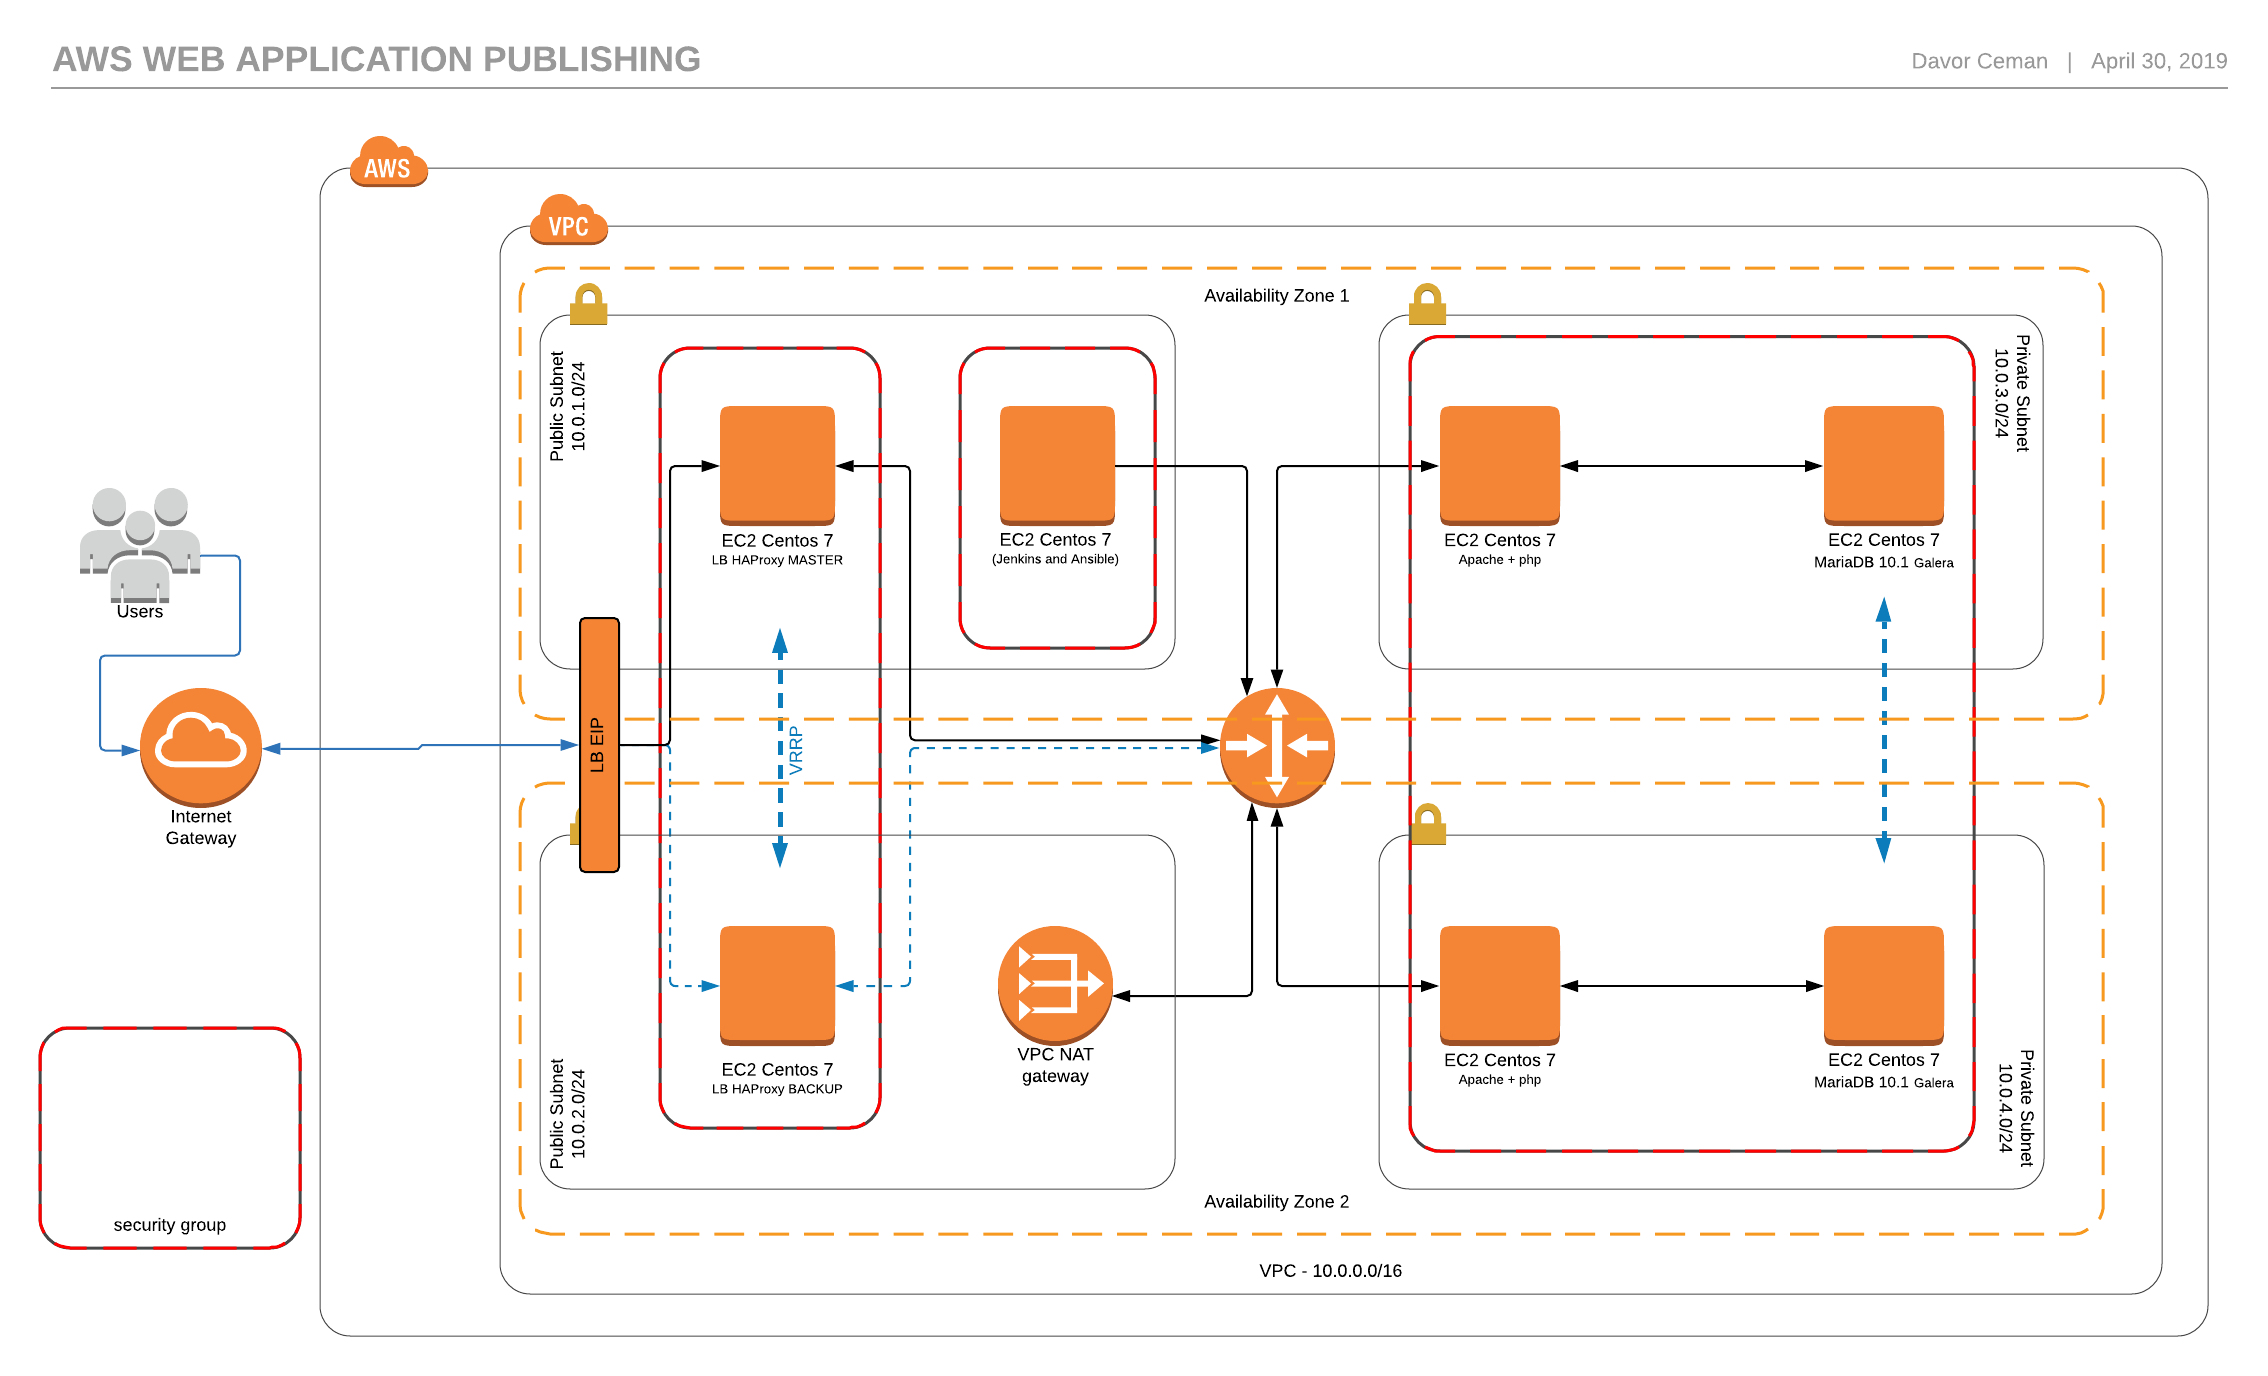 AWS WEB APPLICATION PUBLISHING
Davor Ceman | April 30, 2019
AWS
VPC
Availability Zone 1
Public Subnet
10.0.1.0/24
EC2 Centos 7
LB HAProxy MASTER
EC2 Centos 7
(Jenkins and Ansible)
EC2 Centos 7
Apache + php
EC2 Centos 7
MariaDB 10.1 Galera
Private Subnet
10.0.3.0/24
Users
Internet
Gateway
LB EIP
VRRP
Public Subnet
10.0.2.0/24
EC2 Centos 7
LB HAProxy BACKUP
VPC NAT
gateway
EC2 Centos 7
Apache + php
EC2 Centos 7
MariaDB 10.1 Galera
Private Subnet
10.0.4.0/24
Availability Zone 2
security group
VPC - 10.0.0.0/16